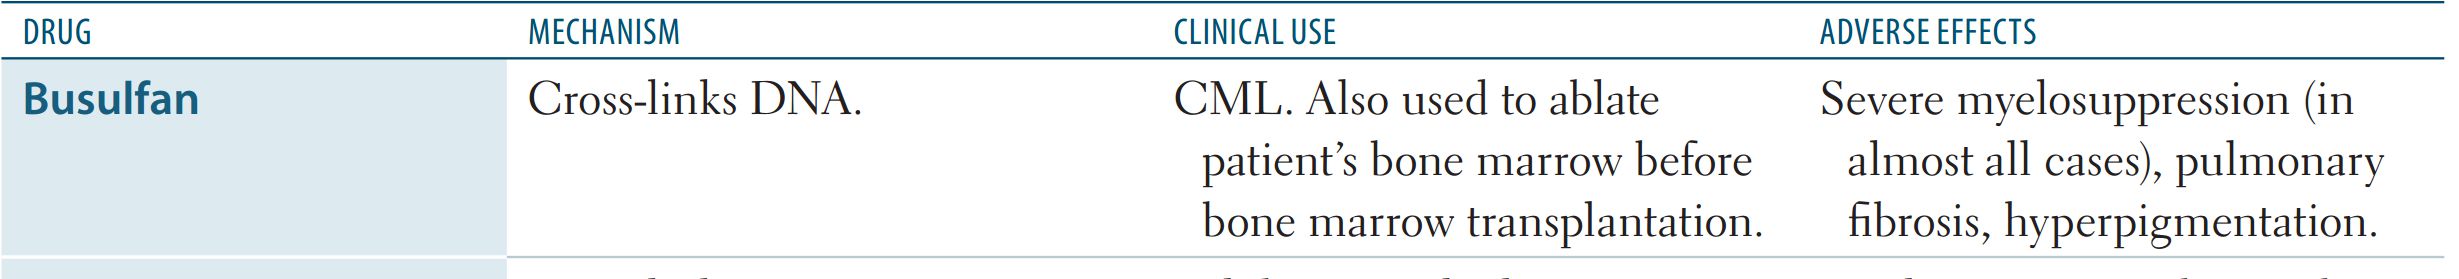 DRUG MECHANISM CLINICAL USE ADVERSE EFFECTS
Busulfan Cross-links DNA. CML. Also used to ablate Severe myelosuppression (in
patient’s bone marrow before almost all cases), pulmonary
bone marrow transplantation. fibrosis, hyperpigmentation.